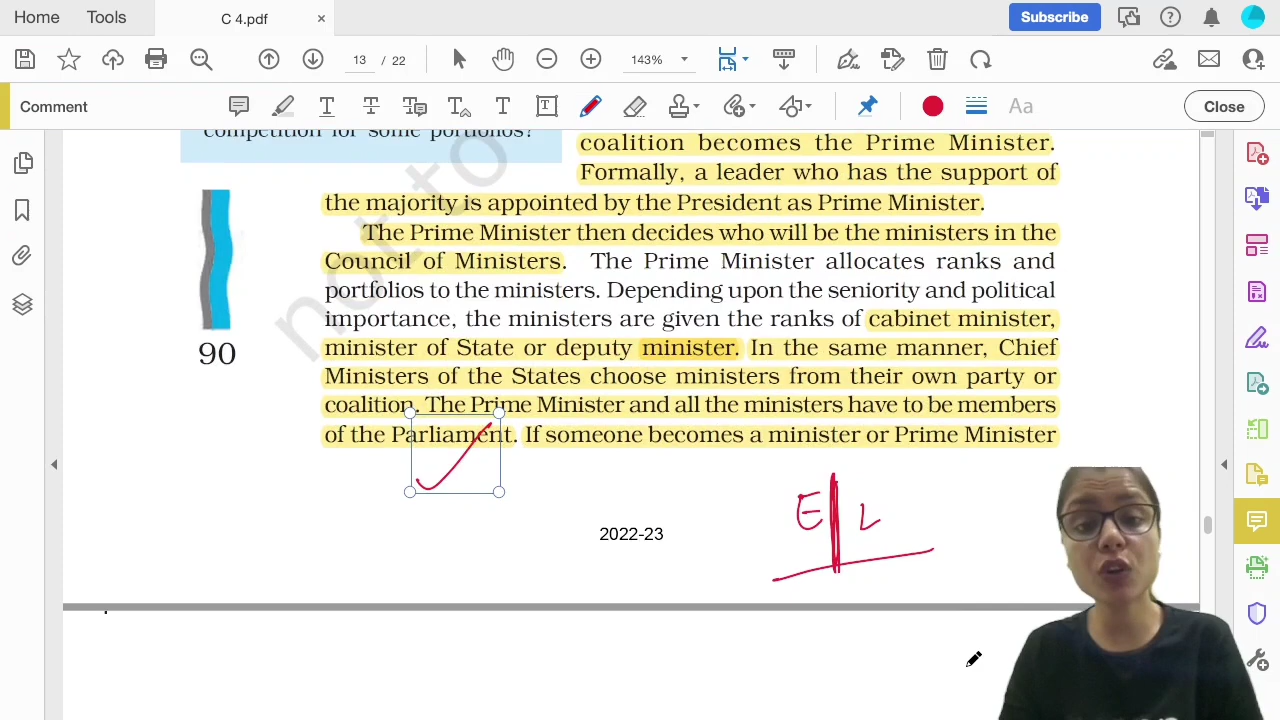 Home Tools C 4.pdf × Subscribe
13 / 22 143%
Comment Close
competition for some portfolios?
coalition becomes the Prime Minister.
Formally, a leader who has the support of
the majority is appointed by the President as Prime Minister.
The Prime Minister then decides who will be the ministers in the
Council of Ministers. The Prime Minister allocates ranks and
portfolios to the ministers. Depending upon the seniority and political
importance, the ministers are given the ranks of cabinet minister,
minister of State or deputy minister. In the same manner, Chief
90
Ministers of the States choose ministers from their own party or
coalition. The Prime Minister and all the ministers have to be members
of the Parliament. If someone becomes a minister or Prime Minister
E L
2022-23
not to